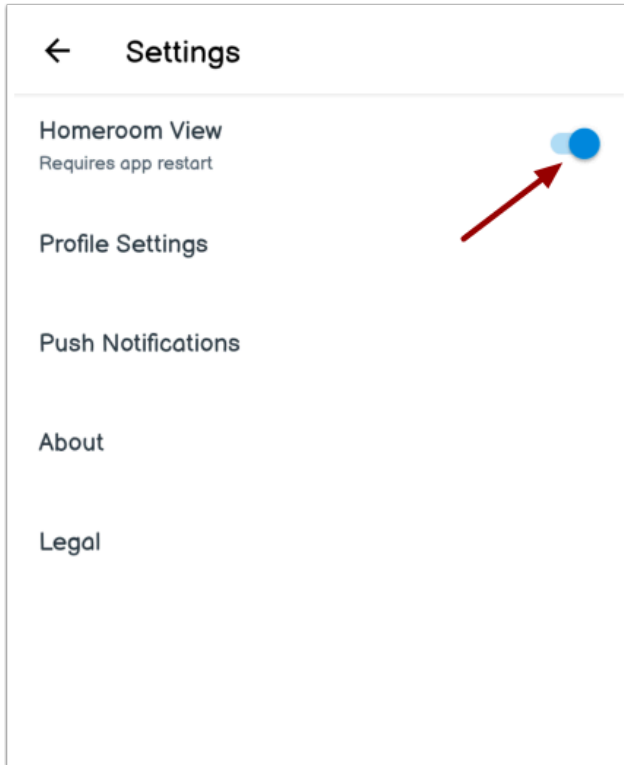 Settings
Homeroom View
Requires app restart
Profile Settings
Push Notifications
About
Legal